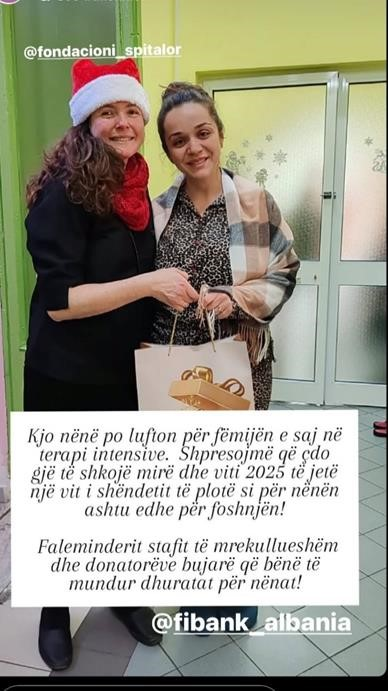 @fondacioni_spitalor
Kjo nënë po lufton për fëmijën e saj në
terapi intensive. Shpresojmë që çdo
gjë të shkojë mirë dhe viti 2025 të jetë
një vit i shëndetit të plotë si për nënën
ashtu edhe për foshnjën!
Faleminderit stafit të mrekullueshëm
dhe donatorëve bujarë që bënë të
mundur dhuratat për nënat!
@fibank_albania